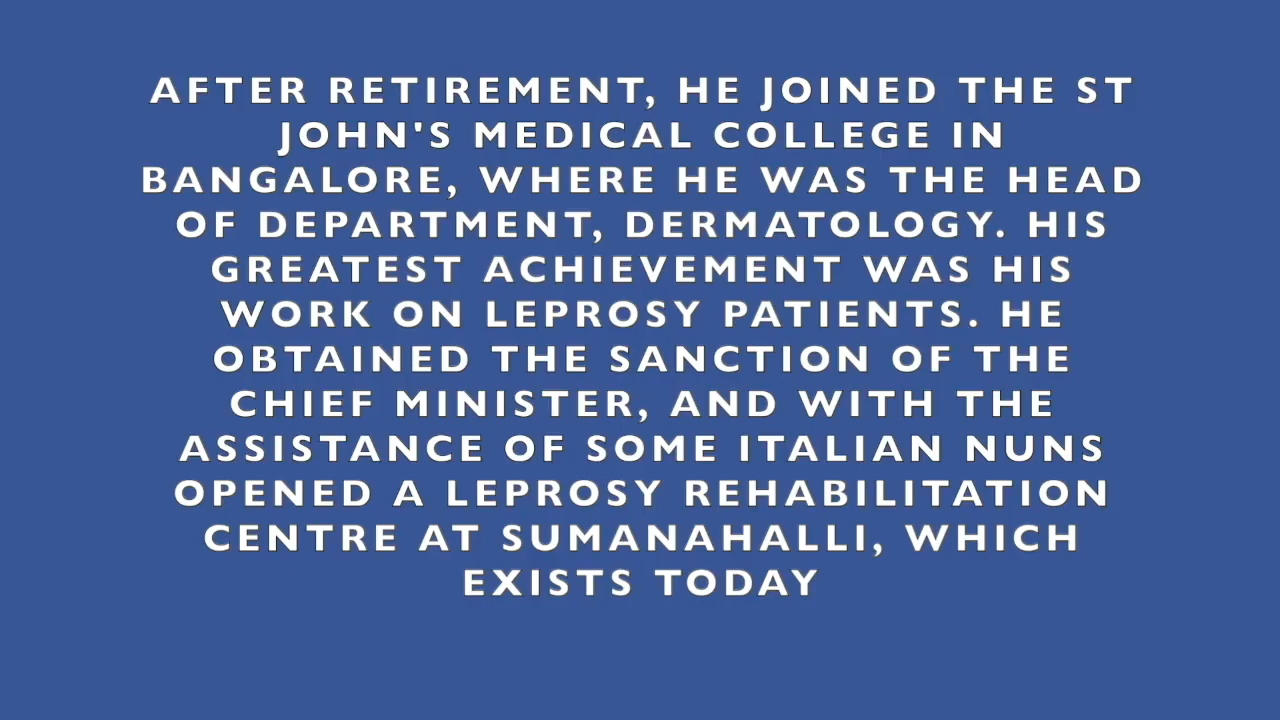 AFTER RETIREMENT, HE JOINED THE ST
JOHN'S MEDICAL COLLEGE IN
BANGALORE, WHERE HE WAS THE HEAD
OF DEPARTMENT, DERMATOLOGY. HIS
GREATEST ACHIEVEMENT WAS HIS
WORK ON LEPROSY PATIENTS. HE
OBTAINED THE SANCTION OF THE
CHIEF MINISTER, AND WITH THE
ASSISTANCE OF SOME ITALIAN NUNS
OPENED A LEPROSY REHABILITATION
CENTRE AT SUMANAHALLI, WHICH
EXISTS TODAY